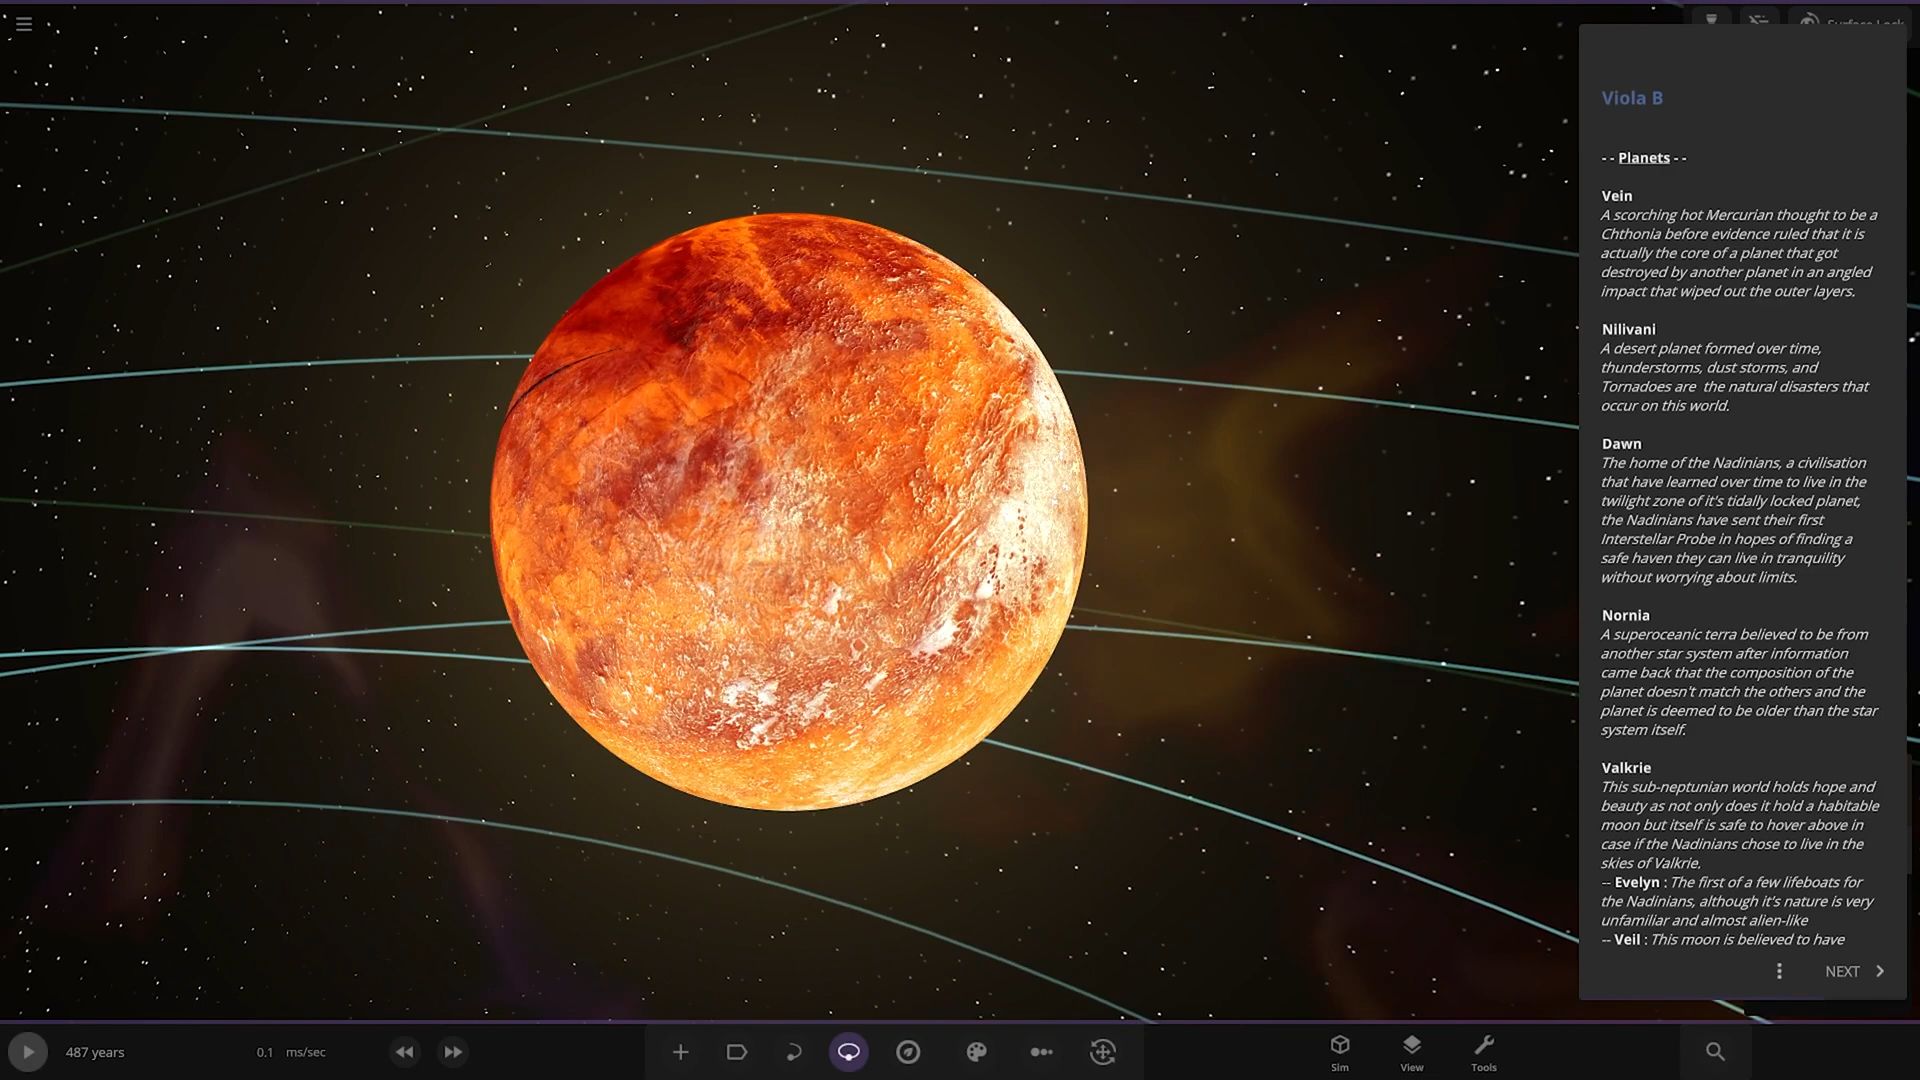 Surface Lock
Viola B
- - Planets - -
Vein
A scorching hot Mercurian thought to be a
Chthonia before evidence ruled that it is
actually the core of a planet that got
destroyed by another planet in an angled
impact that wiped out the outer layers.
Nilivani
A desert planet formed over time,
thunderstorms, dust storms, and
Tornadoes are  the natural disasters that
occur on this world.
Dawn
The home of the Nadinians, a civilisation
that have learned over time to live in the
twilight zone of it's tidally locked planet,
the Nadinians have sent their first
Interstellar Probe in hopes of finding a
safe haven they can live in tranquility
without worrying about limits.
Nornia
A superoceanic terra believed to be from
another star system after information
came back that the composition of the
planet doesn't match the others and the
planet is deemed to be older than the star
system itself.
Valkrie
This sub-neptunian world holds hope and
beauty as not only does it hold a habitable
moon but itself is safe to hover above in
case if the Nadinians chose to live in the
skies of Valkrie.
-- Evelyn : The first of a few lifeboats for
the Nadinians, although it's nature is very
unfamiliar and almost alien-like
-- Veil : This moon is believed to have
NEXT
487 years
0.1 ms/sec
Sim
View
Tools